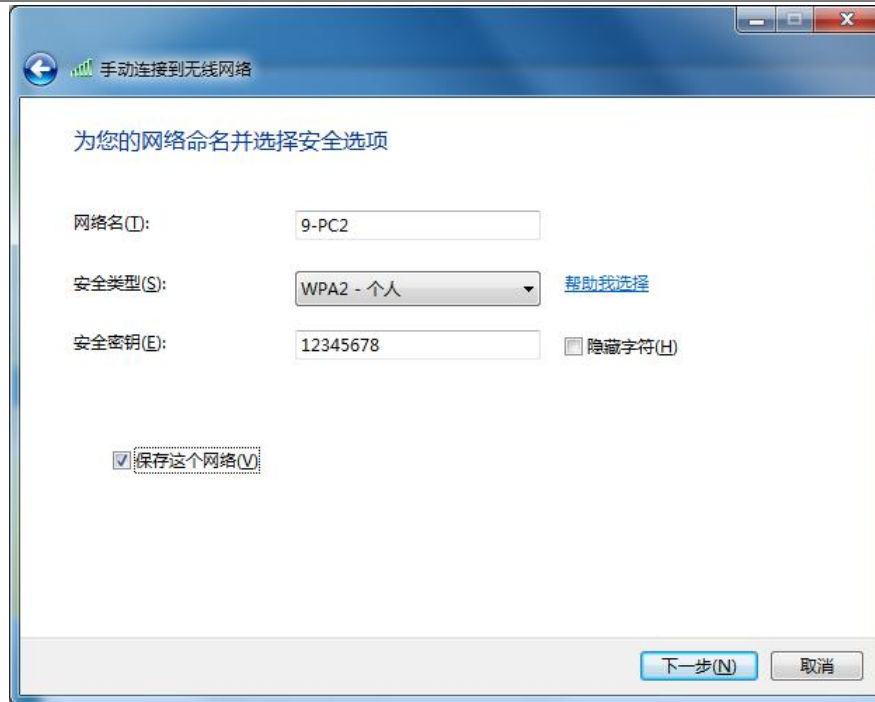 手动连接到无线网络
为您的网络命名并选择安全选项
网络名(T): 9-PC2
安全类型(S): WPA2 - 个人 帮助我选择
安全密钥(E): 12345678 隐藏字符(H)
保存这个网络(V)
下一步(N) 取消